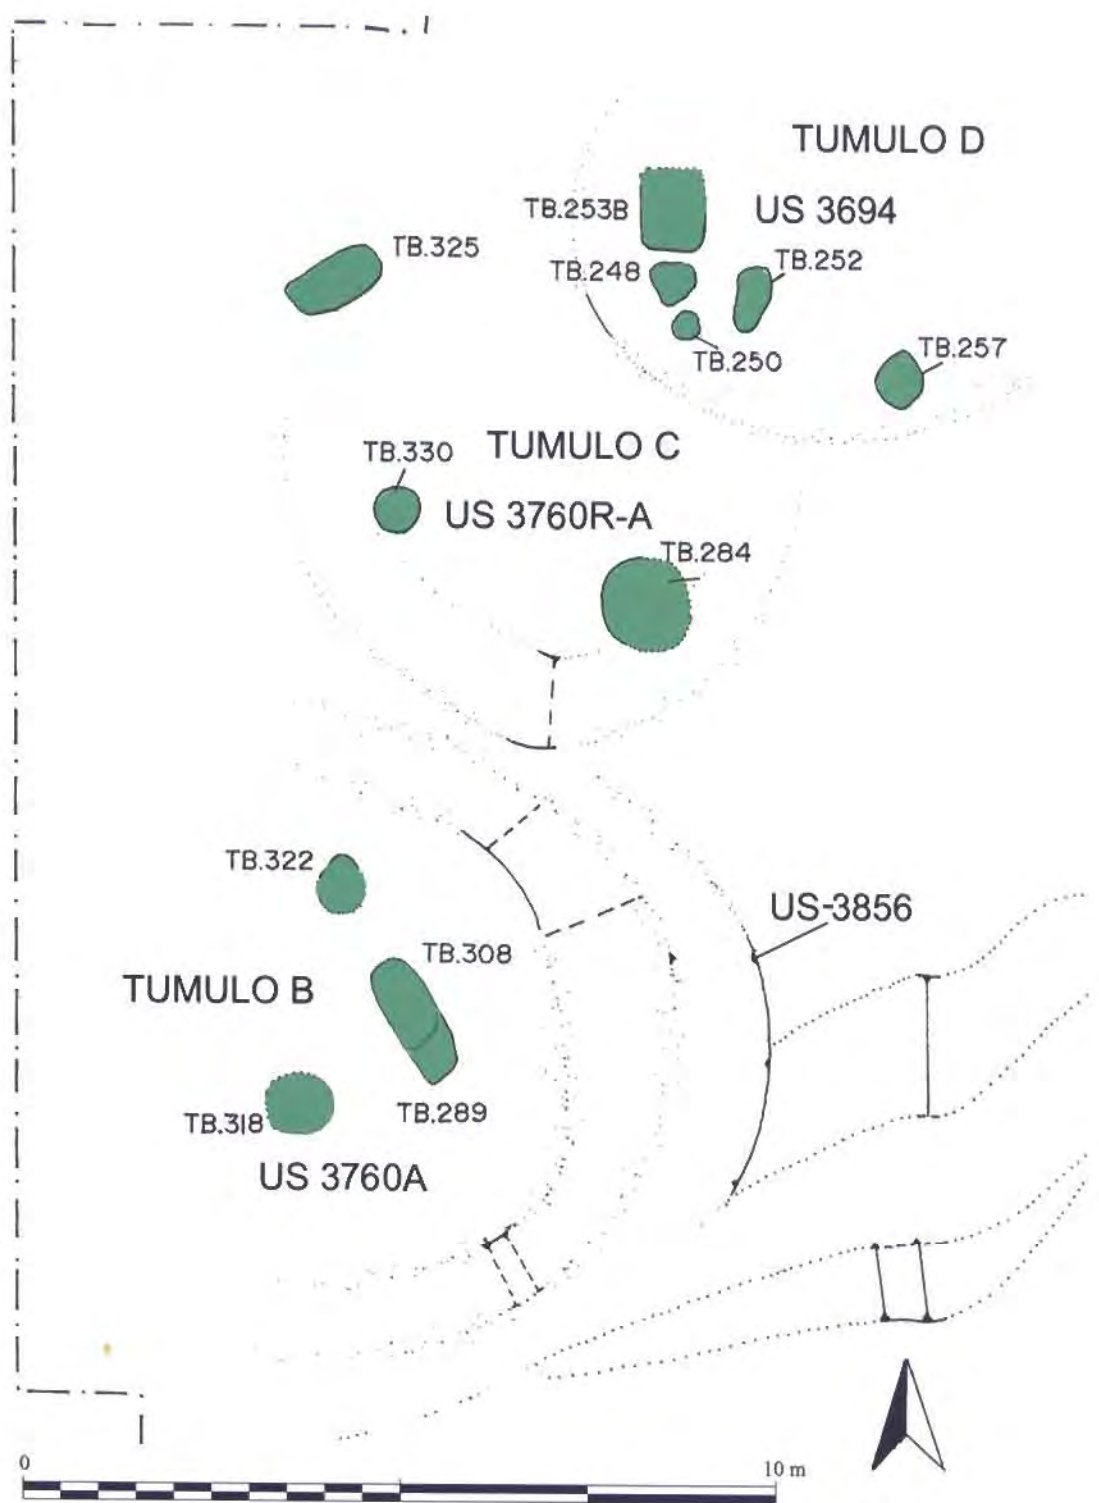 TUMULO D
TB.253B
US 3694
TB.325
TB.248
TB.252
TB.250
TB.257
TB.330
TUMULO C
US 3760R-A
TB.284
TB.322
US-3856
TB.308
TUMULO B
TB.318
TB.289
US 3760A
0
10 m